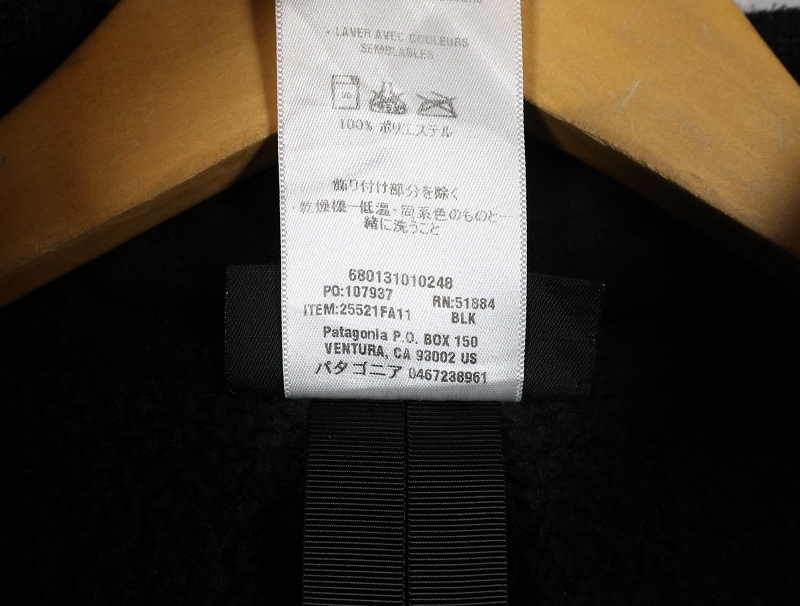 • LAVER AVEC COULEURS
SEMBLABLES
30
100% ポリエステル
飾り付け部分を除く
乾燥機一低温・同系色のものと一
緒に洗うこと
680131010248
PO:107937 RN:51884
ITEM:25521FA11 BLK
Patagonia P.O. BOX 150
VENTURA, CA 93002 US
パタゴニア 0467238961